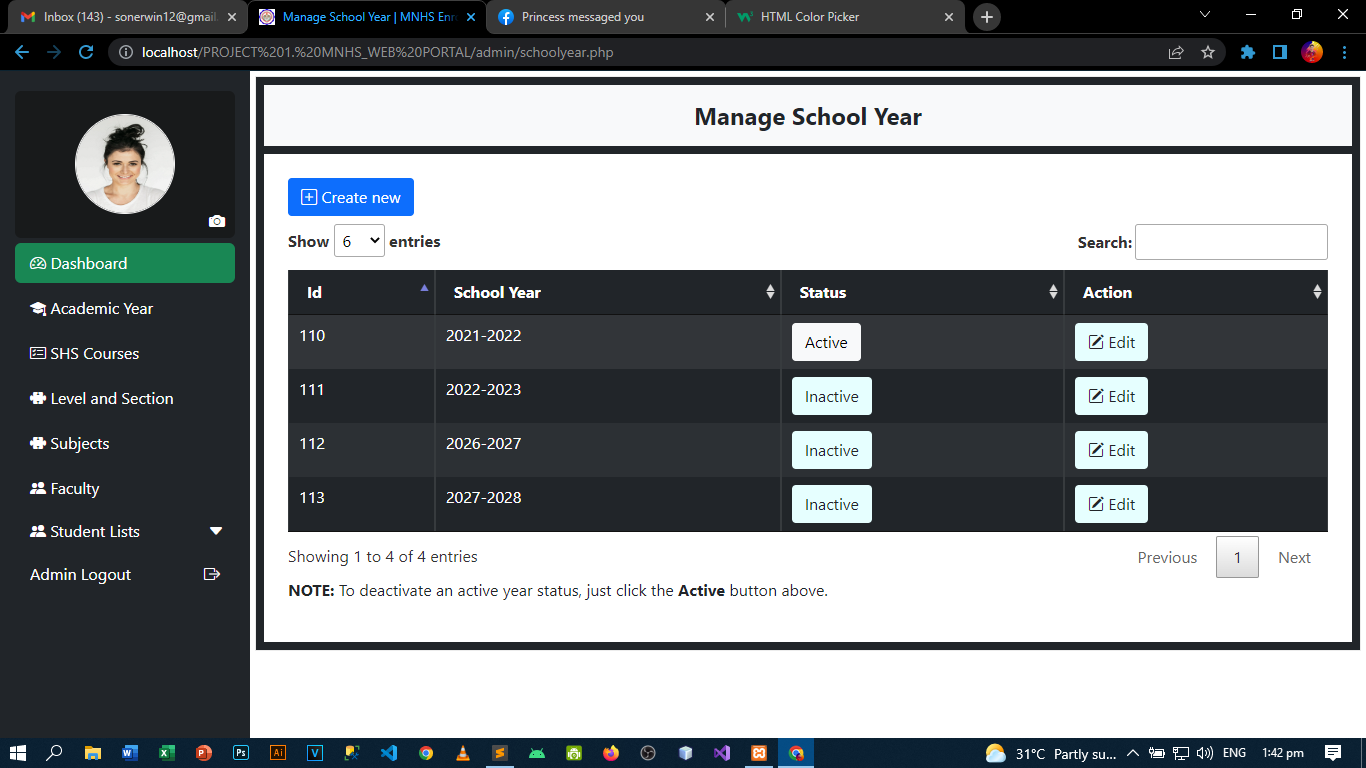 Inbox (143) - sonerwin12@gmail
Manage School Year | MNHS Enro
Princess messaged you
HTML Color Picker
localhost/PROJECT%201.%20MNHS_WEB%20PORTAL/admin/schoolyear.php
Manage School Year
Create new
Show 6 entries
Search:
Dashboard
Academic Year
SHS Courses
Level and Section
Subjects
Faculty
Student Lists
Admin Logout
Id School Year Status Action
110 2021-2022 Active Edit
111 2022-2023 Inactive Edit
112 2026-2027 Inactive Edit
113 2027-2028 Inactive Edit
Showing 1 to 4 of 4 entries
Previous 1 Next
NOTE: To deactivate an active year status, just click the Active button above.
31°C Partly su... ENG 1:42 pm